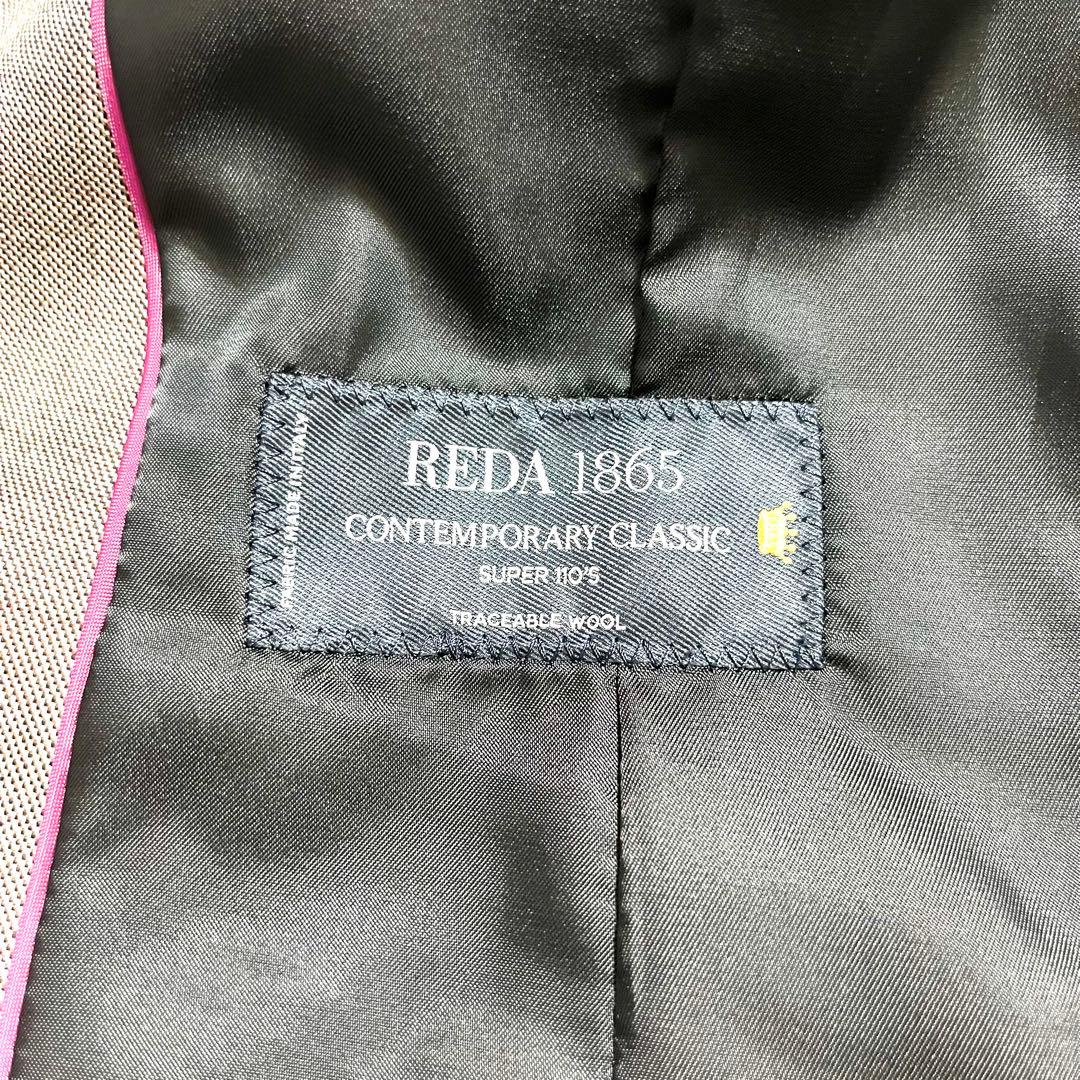 REDA 1865
CONTEMPORARY CLASSIC
SUPER 110'S
TRACEABLE WOOL
FABRIC MADE IN ITALY